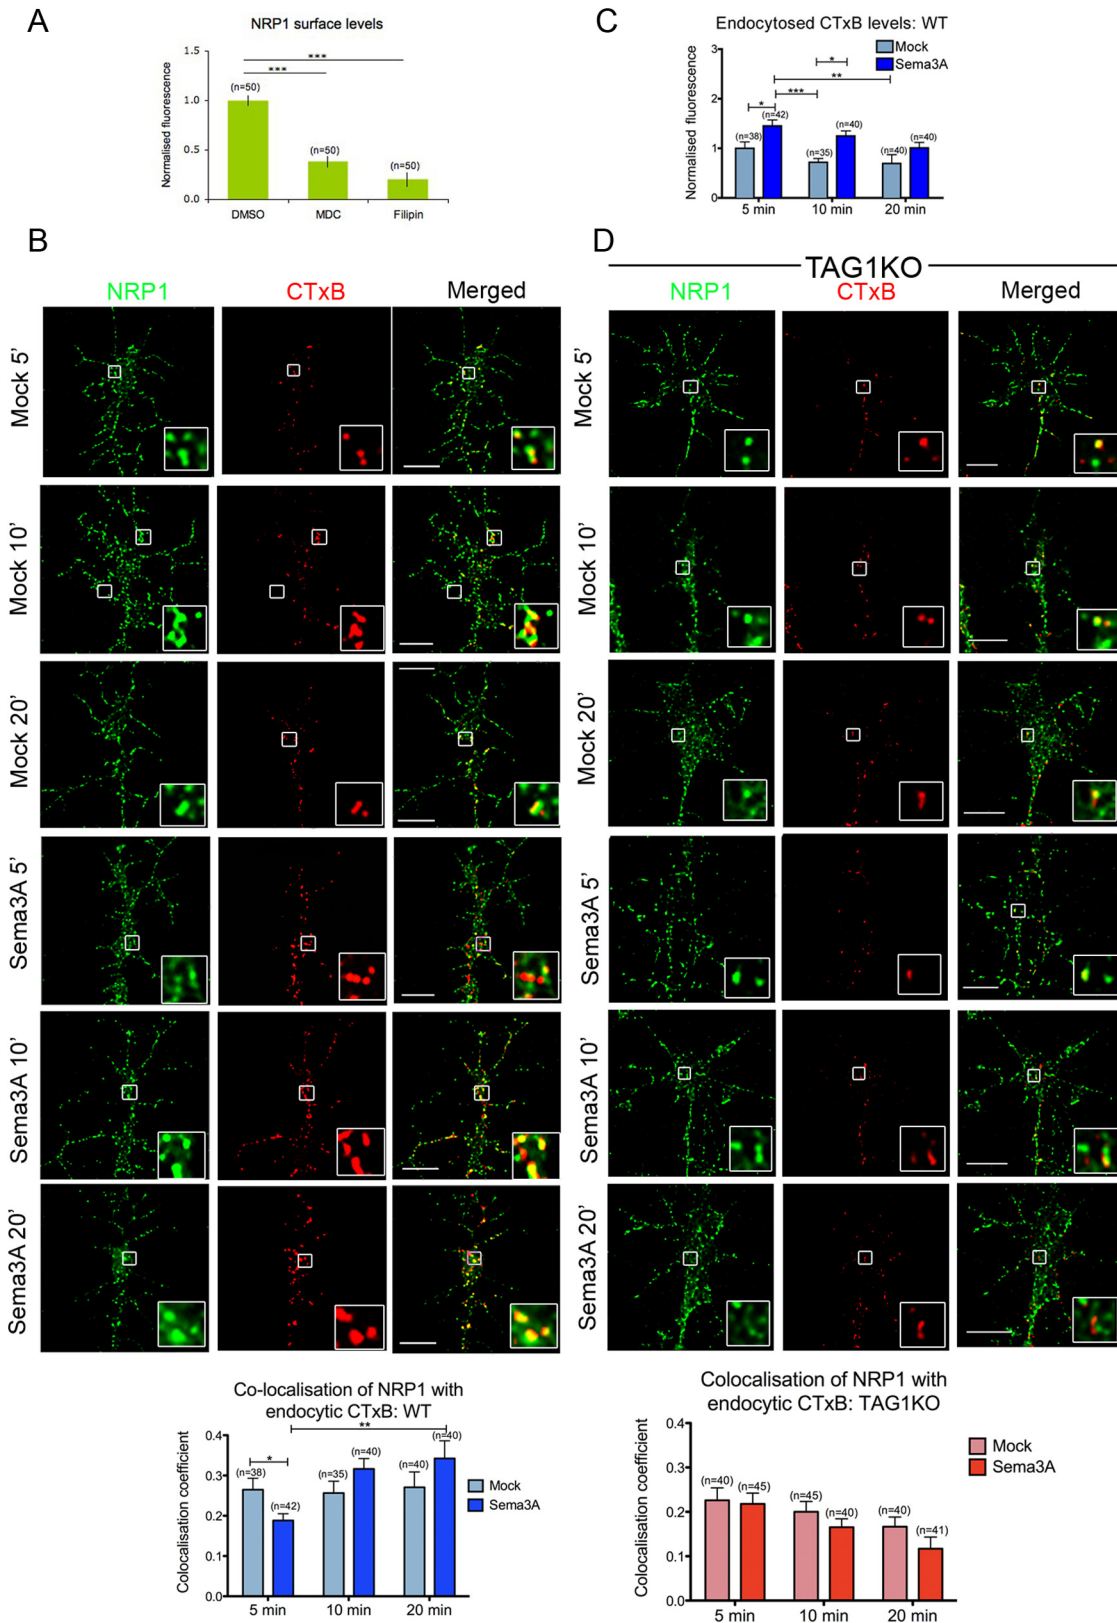 A
NRP1 surface levels
Normalised fluorescence
1.5
1.0
0.5
0.0
***
***
(n=50)
(n=50)
(n=50)
DMSO
MDC
Filipin
C
Endocytosed CTxB levels: WT
Normalised fluorescence
3
2
1
0
Mock
Sema3A
*
**
***
*
(n=38)
(n=42)
(n=35)
(n=40)
(n=40)
(n=40)
5 min
10 min
20 min
B
NRP1
CTxB
Merged
Mock 5’
Mock 10’
Mock 20’
Sema3A 5’
Sema3A 10’
Sema3A 20’
Co-localisation of NRP1 with
endocytic CTxB: WT
Colocalisation coefficient
0.4
0.3
0.2
0.1
0.0
**
*
(n=38)
(n=42)
(n=35)
(n=40)
(n=40)
(n=40)
5 min
10 min
20 min
Mock
Sema3A
D
TAG1KO
NRP1
CTxB
Merged
Mock 5’
Mock 10’
Mock 20’
Sema3A 5’
Sema3A 10’
Sema3A 20’
Colocalisation of NRP1 with
endocytic CTxB: TAG1KO
Colocalisation coefficient
0.4
0.3
0.2
0.1
0.0
(n=40)
(n=45)
(n=45)
(n=40)
(n=40)
(n=41)
5 min
10 min
20 min
Mock
Sema3A